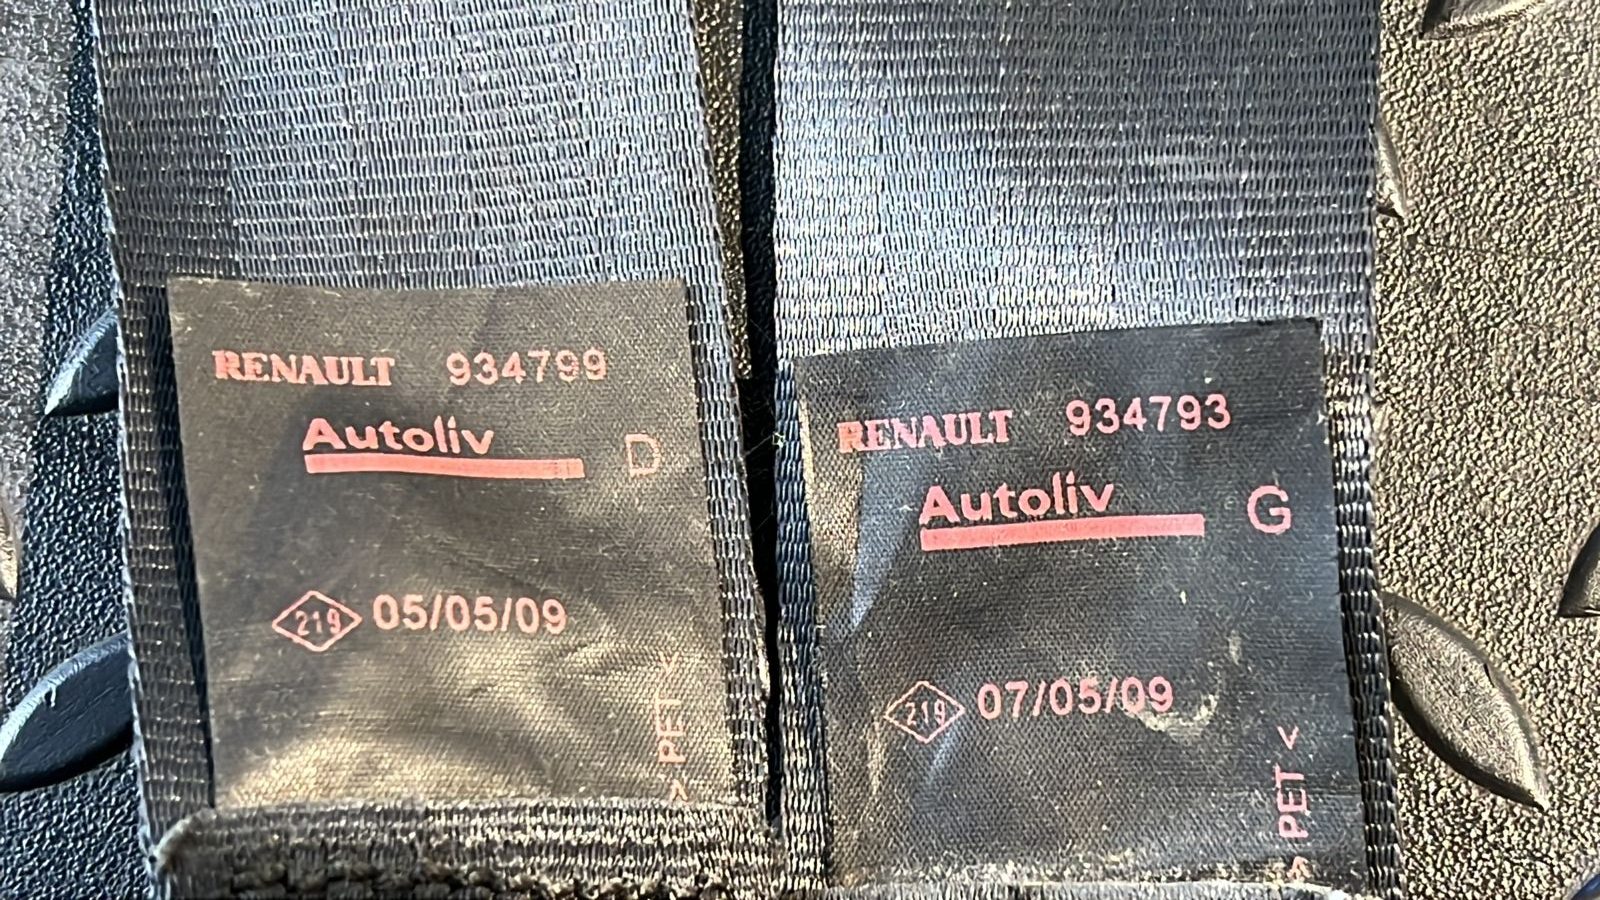 RENAULT 934799
Autoliv D
219 05/05/09
> PET <
RENAULT 934793
Autoliv G
219 07/05/09
> PET <